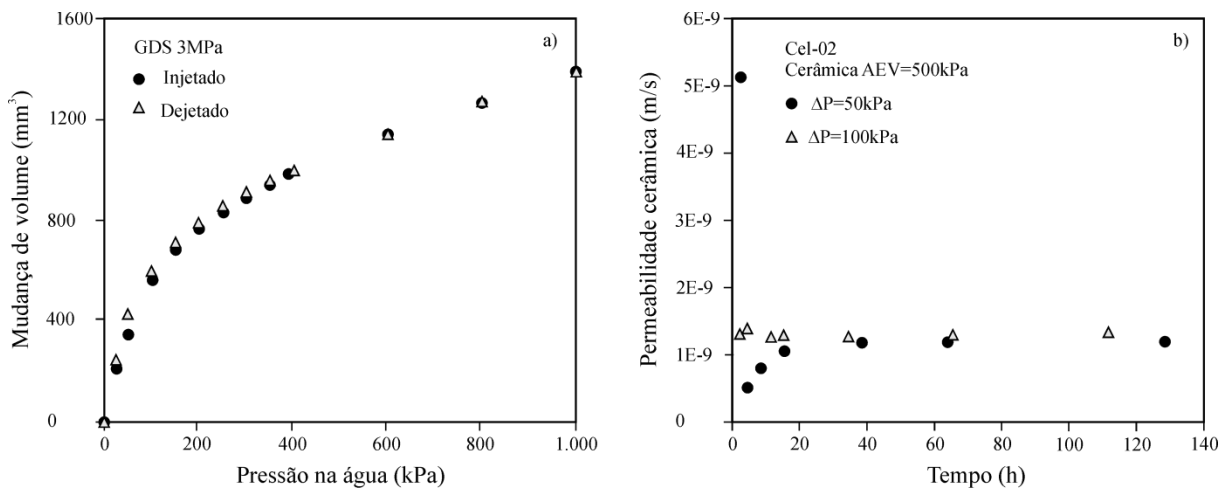 1600
1200
800
400
0
Mudança de volume (mm³)
a)
GDS 3MPa
Injetado
Dejetado
0
200
400
600
800
1.000
Pressão na água (kPa)
6E-9
5E-9
4E-9
3E-9
2E-9
1E-9
0
Permeabilidade cerâmica (m/s)
b)
Cel-02
Cerâmica AEV=500kPa
ΔP=50kPa
ΔP=100kPa
0
20
40
60
80
100
120
140
Tempo (h)